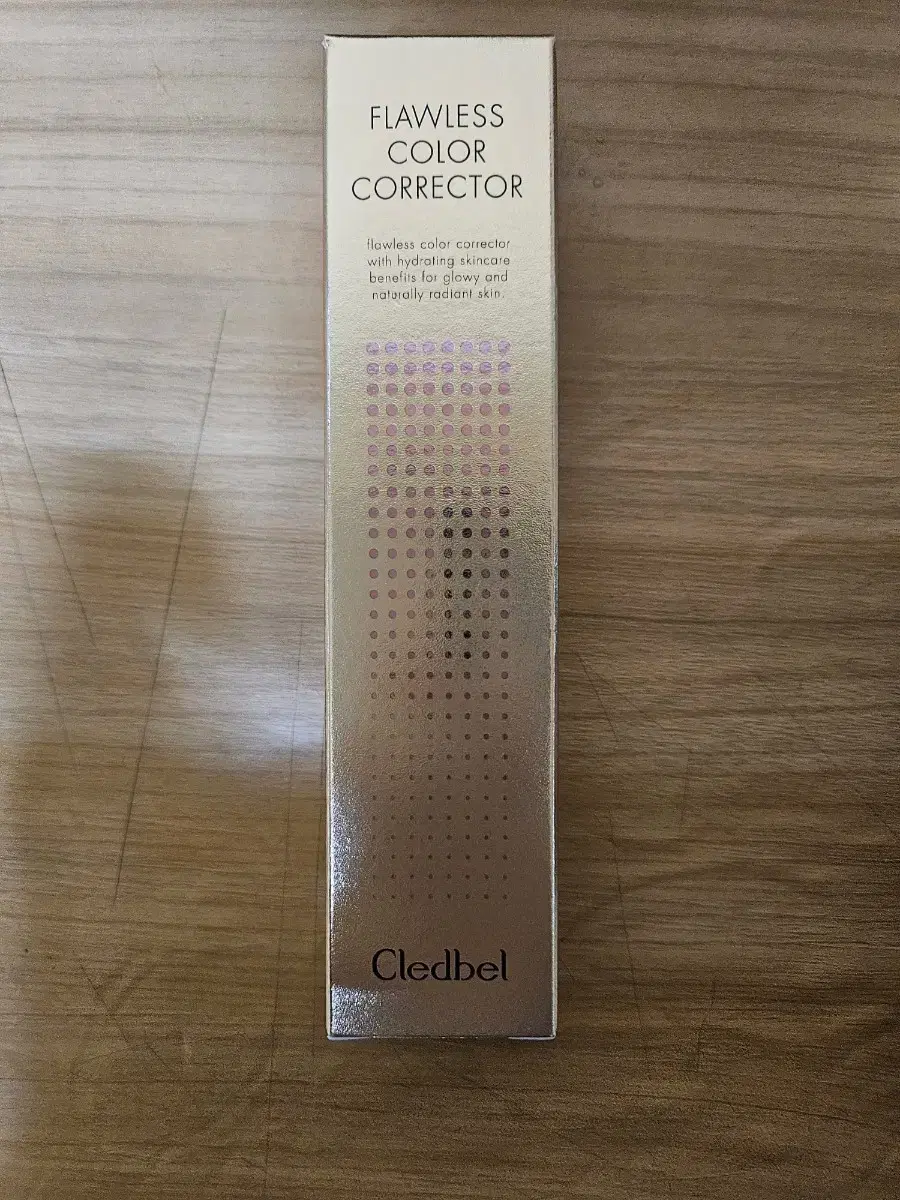 FLAWLESS
COLOR
CORRECTOR
flawless color corrector
with hydrating skincare
benefits for glowy and
naturally radiant skin.
Cledbel